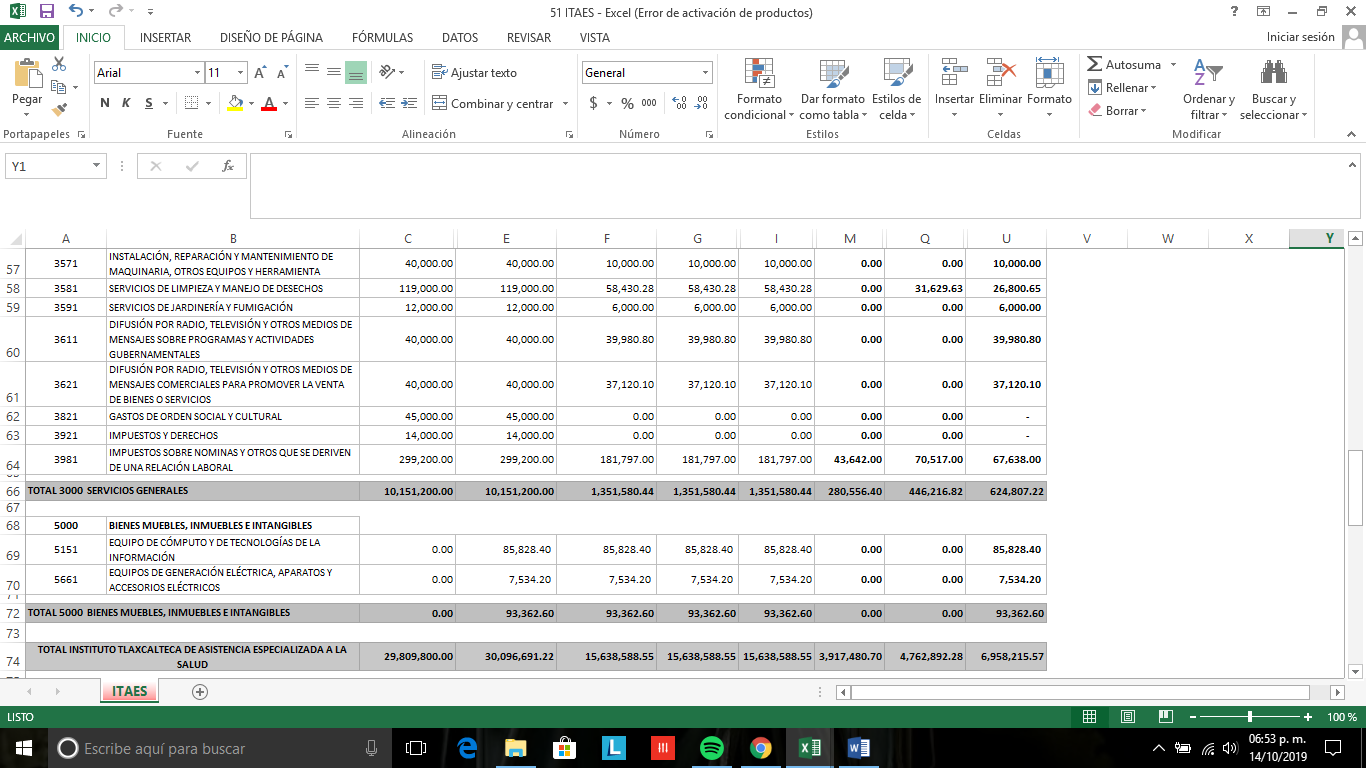 51 ITAES - Excel (Error de activación de productos)
ARCHIVO INICIO INSERTAR DISEÑO DE PÁGINA FÓRMULAS DATOS REVISAR VISTA Iniciar sesión
Pegar
Arial 11
N K S
Ajustar texto
Combinar y centrar
General
$ % 000
Formato condicional
Dar formato como tabla
Estilos de celda
Insertar Eliminar Formato
Autosuma
Rellenar
Borrar
Ordenar y filtrar
Buscar y seleccionar
Portapapeles Fuente Alineación Número Estilos Celdas Modificar
Y1 fx
A B C E F G I M Q U V W X Y
57 3571 INSTALACIÓN, REPARACIÓN Y MANTENIMIENTO DE
MAQUINARIA, OTROS EQUIPOS Y HERRAMIENTA 40,000.00 40,000.00 10,000.00 10,000.00 10,000.00 0.00 0.00 10,000.00
58 3581 SERVICIOS DE LIMPIEZA Y MANEJO DE DESECHOS 119,000.00 119,000.00 58,430.28 58,430.28 58,430.28 0.00 31,629.63 26,800.65
59 3591 SERVICIOS DE JARDINERÍA Y FUMIGACIÓN 12,000.00 12,000.00 6,000.00 6,000.00 6,000.00 0.00 0.00 6,000.00
60 3611 DIFUSIÓN POR RADIO, TELEVISIÓN Y OTROS MEDIOS DE
MENSAJES SOBRE PROGRAMAS Y ACTIVIDADES
GUBERNAMENTALES 40,000.00 40,000.00 39,980.80 39,980.80 39,980.80 0.00 0.00 39,980.80
61 3621 DIFUSIÓN POR RADIO, TELEVISIÓN Y OTROS MEDIOS DE
MENSAJES COMERCIALES PARA PROMOVER LA VENTA
DE BIENES O SERVICIOS 40,000.00 40,000.00 37,120.10 37,120.10 37,120.10 0.00 0.00 37,120.10
62 3821 GASTOS DE ORDEN SOCIAL Y CULTURAL 45,000.00 45,000.00 0.00 0.00 0.00 0.00 0.00 -
63 3921 IMPUESTOS Y DERECHOS 14,000.00 14,000.00 0.00 0.00 0.00 0.00 0.00 -
64 3981 IMPUESTOS SOBRE NOMINAS Y OTROS QUE SE DERIVEN
DE UNA RELACIÓN LABORAL 299,200.00 299,200.00 181,797.00 181,797.00 181,797.00 43,642.00 70,517.00 67,638.00
66 TOTAL 3000 SERVICIOS GENERALES 10,151,200.00 10,151,200.00 1,351,580.44 1,351,580.44 1,351,580.44 280,556.40 446,216.82 624,807.22
67
68 5000 BIENES MUEBLES, INMUEBLES E INTANGIBLES
69 5151 EQUIPO DE CÓMPUTO Y DE TECNOLOGÍAS DE LA
INFORMACIÓN 0.00 85,828.40 85,828.40 85,828.40 85,828.40 0.00 0.00 85,828.40
70 5661 EQUIPOS DE GENERACIÓN ELÉCTRICA, APARATOS Y
ACCESORIOS ELÉCTRICOS 0.00 7,534.20 7,534.20 7,534.20 7,534.20 0.00 0.00 7,534.20
72 TOTAL 5000 BIENES MUEBLES, INMUEBLES E INTANGIBLES 0.00 93,362.60 93,362.60 93,362.60 93,362.60 0.00 0.00 93,362.60
73
74 TOTAL INSTITUTO TLAXCALTECA DE ASISTENCIA ESPECIALIZADA A LA
SALUD 29,809,800.00 30,096,691.22 15,638,588.55 15,638,588.55 15,638,588.55 3,917,480.70 4,762,892.28 6,958,215.57
ITAES
LISTO 100 %
Escribe aquí para buscar
06:53 p. m.
14/10/2019